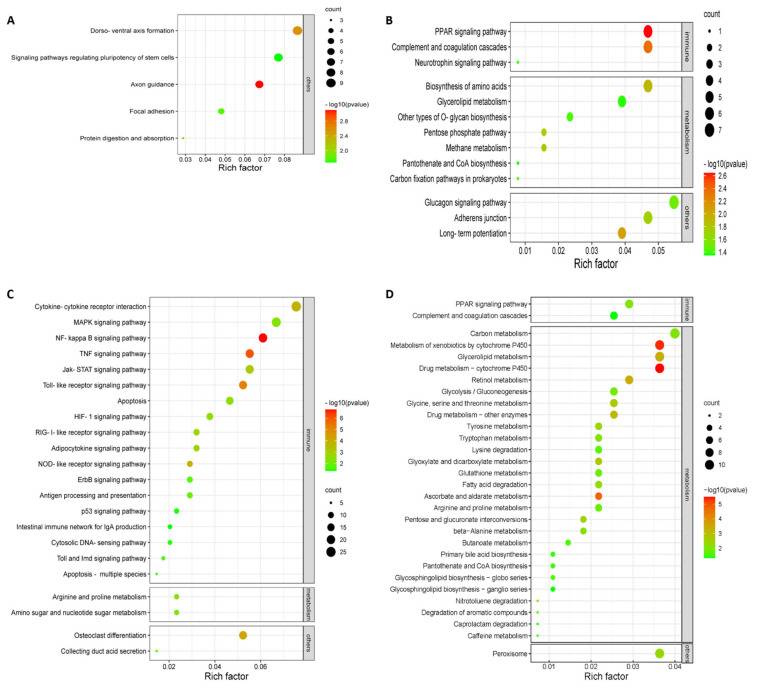 A
Dorso- ventral axis formation
Signaling pathways regulating pluripotency of stem cells
Axon guidance
Focal adhesion
Protein digestion and absorption
0.03 0.04 0.05 0.06 0.07 0.08
Rich factor
others
count
3
4
5
6
7
8
9
- log10(pvalue)
2.8
2.4
2.0
B
PPAR signaling pathway
Complement and coagulation cascades
Neurotrophin signaling pathway
immune
Biosynthesis of amino acids
Glycerolipid metabolism
Other types of O- glycan biosynthesis
Pentose phosphate pathway
Methane metabolism
Pantothenate and CoA biosynthesis
Carbon fixation pathways in prokaryotes
metabolism
Glucagon signaling pathway
Adherens junction
Long- term potentiation
others
0.01 0.02 0.03 0.04 0.05
Rich factor
count
1
2
3
4
5
6
7
- log10(pvalue)
2.6
2.4
2.2
2.0
1.8
1.6
1.4
C
Cytokine- cytokine receptor interaction
MAPK signaling pathway
NF- kappa B signaling pathway
TNF signaling pathway
Jak- STAT signaling pathway
Toll- like receptor signaling pathway
Apoptosis
HIF- 1 signaling pathway
RIG- I- like receptor signaling pathway
Adipocytokine signaling pathway
NOD- like receptor signaling pathway
ErbB signaling pathway
Antigen processing and presentation
p53 signaling pathway
Intestinal immune network for IgA production
Cytosolic DNA- sensing pathway
Toll and Imd signaling pathway
Apoptosis - multiple species
immune
Arginine and proline metabolism
Amino sugar and nucleotide sugar metabolism
metabolism
Osteoclast differentiation
Collecting duct acid secretion
others
0.02 0.04 0.06
Rich factor
- log10(pvalue)
6
5
4
3
2
count
5
10
15
20
25
D
PPAR signaling pathway
Complement and coagulation cascades
immune
Carbon metabolism
Metabolism of xenobiotics by cytochrome P450
Glycerolipid metabolism
Drug metabolism − cytochrome P450
Retinol metabolism
Glycolysis / Gluconeogenesis
Glycine, serine and threonine metabolism
Drug metabolism − other enzymes
Tyrosine metabolism
Tryptophan metabolism
Lysine degradation
Glyoxylate and dicarboxylate metabolism
Glutathione metabolism
Fatty acid degradation
Ascorbate and aldarate metabolism
Arginine and proline metabolism
Pentose and glucuronate interconversions
beta−Alanine metabolism
Butanoate metabolism
Primary bile acid biosynthesis
Pantothenate and CoA biosynthesis
Glycosphingolipid biosynthesis − globo series
Glycosphingolipid biosynthesis − ganglio series
Nitrotoluene degradation
Degradation of aromatic compounds
Caprolactam degradation
Caffeine metabolism
metabolism
Peroxisome
others
0.01 0.02 0.03 0.04
Rich factor
count
2
4
6
8
10
−log10(pvalue)
5
4
3
2